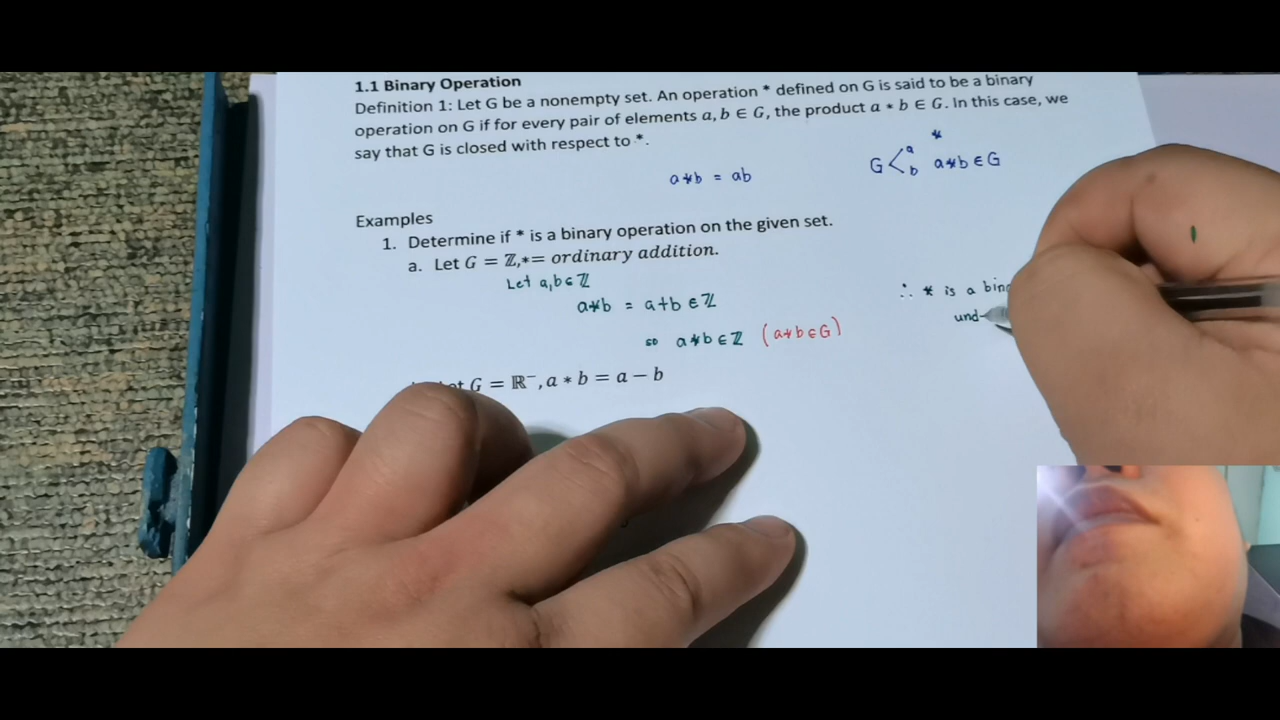 1.1 Binary Operation
Definition 1: Let G be a nonempty set. An operation * defined on G is said to be a binary
operation on G if for every pair of elements a, b ∈ G, the product a * b ∈ G. In this case, we
say that G is closed with respect to *.
a*b = ab
G < a b * a*b ∈ G
Examples
1. Determine if * is a binary operation on the given set.
a. Let G = ℤ,*= ordinary addition.
Let a,b ∈ ℤ
a*b = a+b ∈ ℤ
so a*b ∈ ℤ (a*b ∈ G)
∴ * is a bin
und
G = ℝ⁻, a * b = a − b